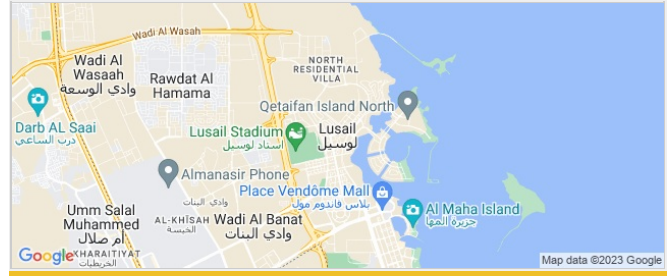 Wadi Al Wasah
Wadi Al
Wasaah
وادي الوسعة
Rawdat Al
Hamama
NORTH
RESIDENTIAL
VILLA
Qetaifan Island North
Darb AL Saai
درب الساعي
Lusail Stadium
استاد لوسيل
Lusail
لوسيل
Almanasir Phone
Place Vendôme Mall
بلاس فاندوم مول
Umm Salal
Muhammed
أم صلال
AL-KHĪSAH
الخيسة
وادي البنات
Wadi Al Banat
وادي البنات
Al Maha Island
جزيرة المها
KHARAITIYAT
الخريطيات
Google
Map data ©2023 Google